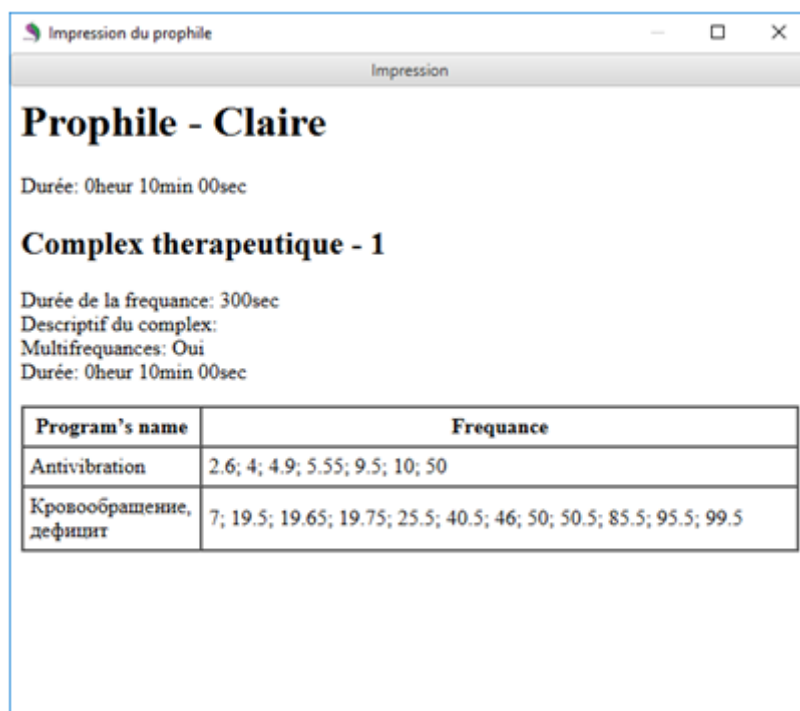 Impression du prophile
Impression
Prophile - Claire
Durée: 0heur 10min 00sec
Complex therapeutique - 1
Durée de la frequance: 300sec
Descriptif du complex:
Multifrequances: Oui
Durée: 0heur 10min 00sec
Program's name Frequance
Antivibration 2.6; 4; 4.9; 5.55; 9.5; 10; 50
Кровообращение,
дефицит
7; 19.5; 19.65; 19.75; 25.5; 40.5; 46; 50; 50.5; 85.5; 95.5; 99.5